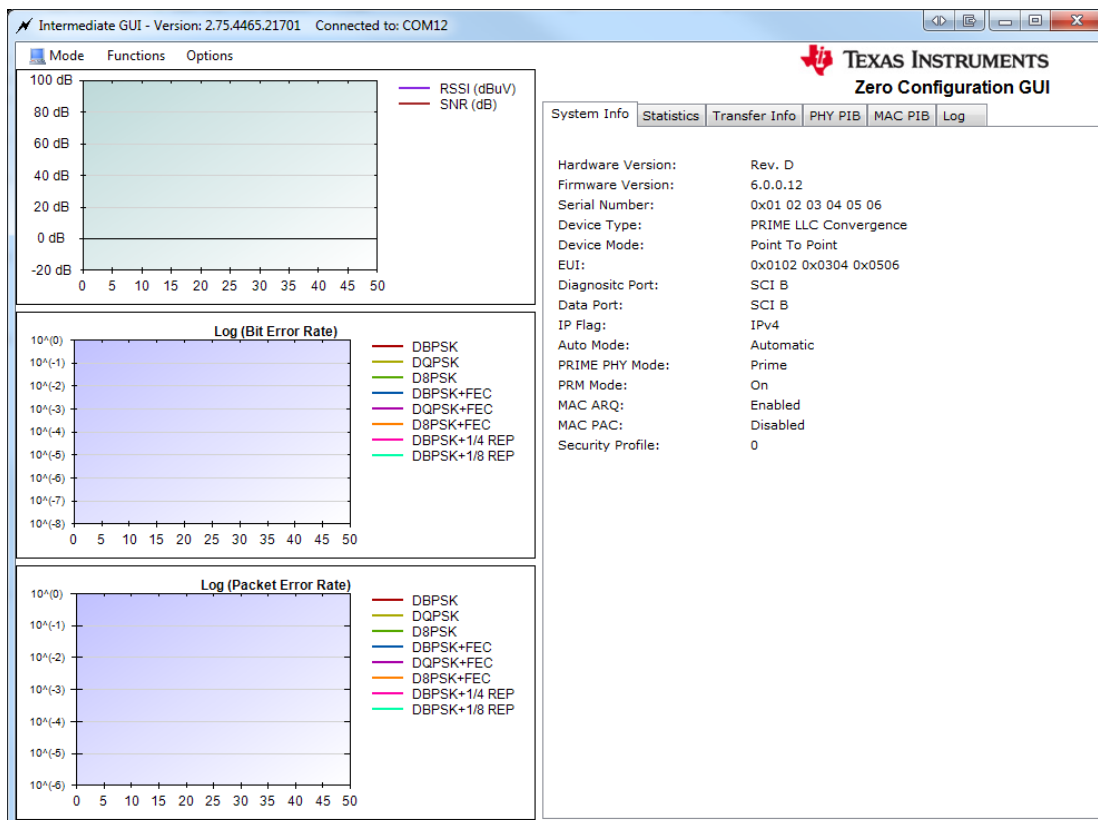 Intermediate GUI - Version: 2.75.4465.21701 Connected to: COM12
Mode Functions Options
TEXAS INSTRUMENTS
Zero Configuration GUI
100 dB
80 dB
60 dB
40 dB
20 dB
0 dB
-20 dB
0 5 10 15 20 25 30 35 40 45 50
RSSI (dBuV)
SNR (dB)
Log (Bit Error Rate)
10^(0)
10^(-1)
10^(-2)
10^(-3)
10^(-4)
10^(-5)
10^(-6)
10^(-7)
10^(-8)
0 5 10 15 20 25 30 35 40 45 50
DBPSK
DQPSK
D8PSK
DBPSK+FEC
DQPSK+FEC
D8PSK+FEC
DBPSK+1/4 REP
DBPSK+1/8 REP
Log (Packet Error Rate)
10^(0)
10^(-1)
10^(-2)
10^(-3)
10^(-4)
10^(-5)
10^(-6)
0 5 10 15 20 25 30 35 40 45 50
DBPSK
DQPSK
D8PSK
DBPSK+FEC
DQPSK+FEC
D8PSK+FEC
DBPSK+1/4 REP
DBPSK+1/8 REP
System Info Statistics Transfer Info PHY PIB MAC PIB Log
Hardware Version: Rev. D
Firmware Version: 6.0.0.12
Serial Number: 0x01 02 03 04 05 06
Device Type: PRIME LLC Convergence
Device Mode: Point To Point
EUI: 0x0102 0x0304 0x0506
Diagnositc Port: SCI B
Data Port: SCI B
IP Flag: IPv4
Auto Mode: Automatic
PRIME PHY Mode: Prime
PRM Mode: On
MAC ARQ: Enabled
MAC PAC: Disabled
Security Profile: 0